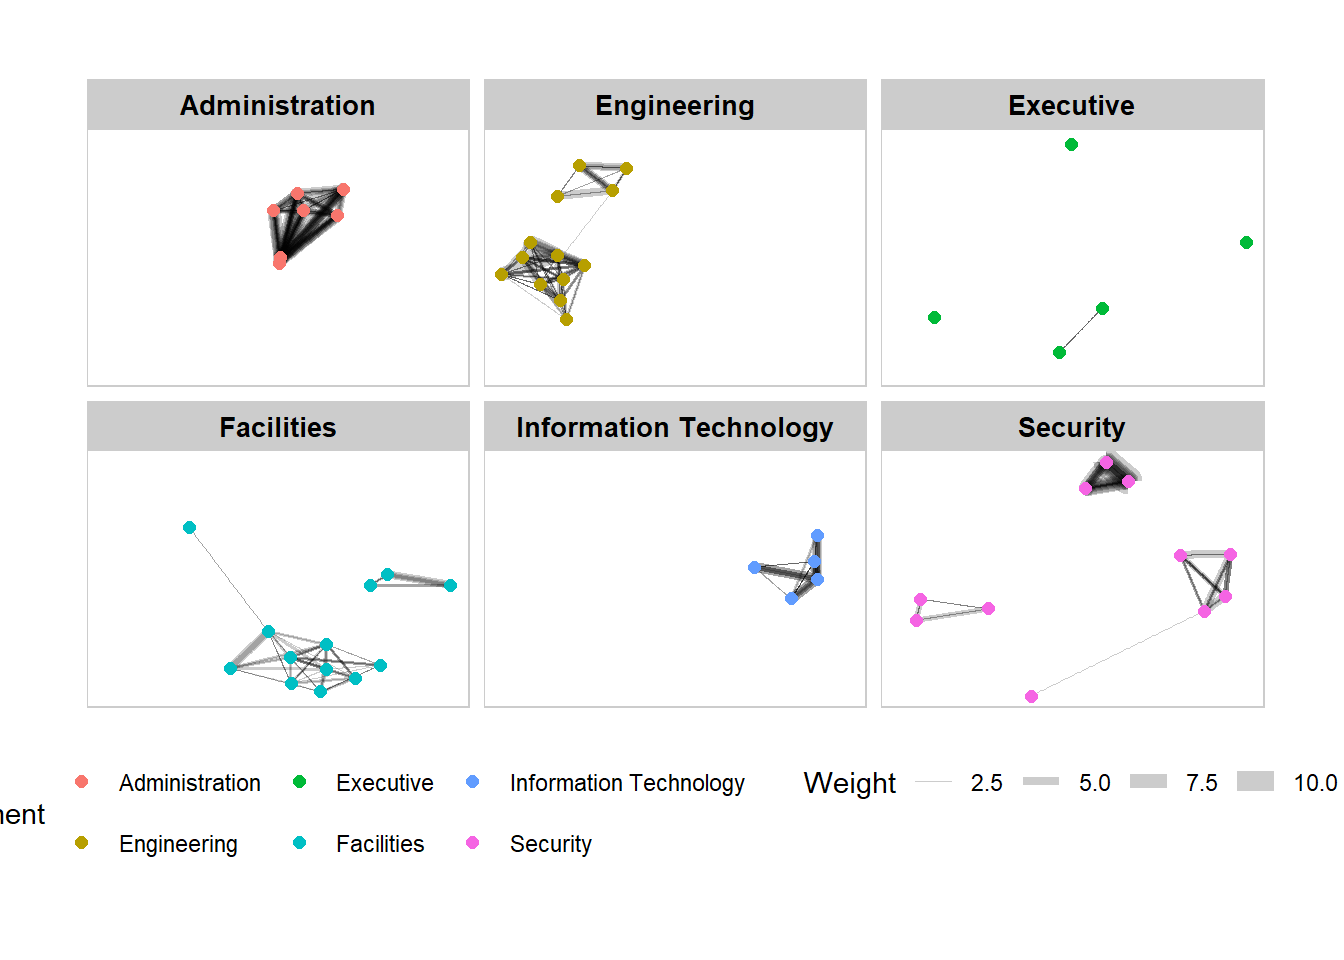 Administration
Engineering
Executive
Facilities
Information Technology
Security
Administration Executive Information Technology Weight 2.5 5.0 7.5 10.0
ment
Engineering Facilities Security